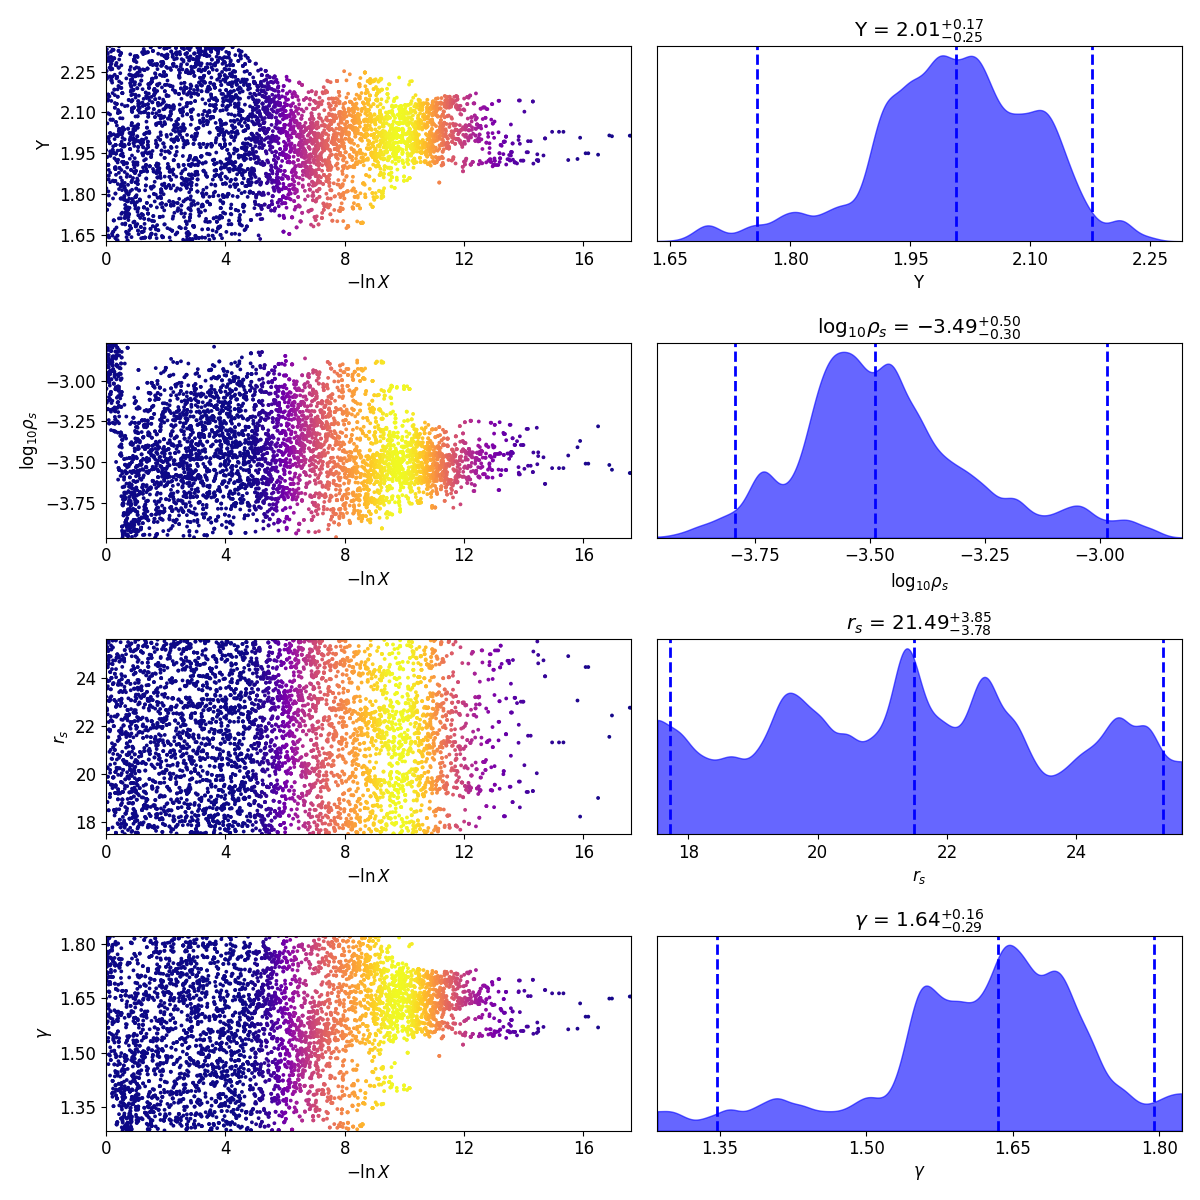 Y = 2.01+0.17 −0.25
2.25
2.10
1.95
1.80
1.65
Y
0 4 8 12 16
−ln X
1.65 1.80 1.95 2.10 2.25
Y
log10ρs = −3.49+0.50 −0.30
−3.00
−3.25
−3.50
−3.75
log10ρs
0 4 8 12 16
−ln X
−3.75 −3.50 −3.25 −3.00
log10ρs
rs = 21.49+3.85 −3.78
24
22
20
18
rs
0 4 8 12 16
−ln X
18 20 22 24
rs
γ = 1.64+0.16 −0.29
1.80
1.65
1.50
1.35
γ
0 4 8 12 16
−ln X
1.35 1.50 1.65 1.80
γ